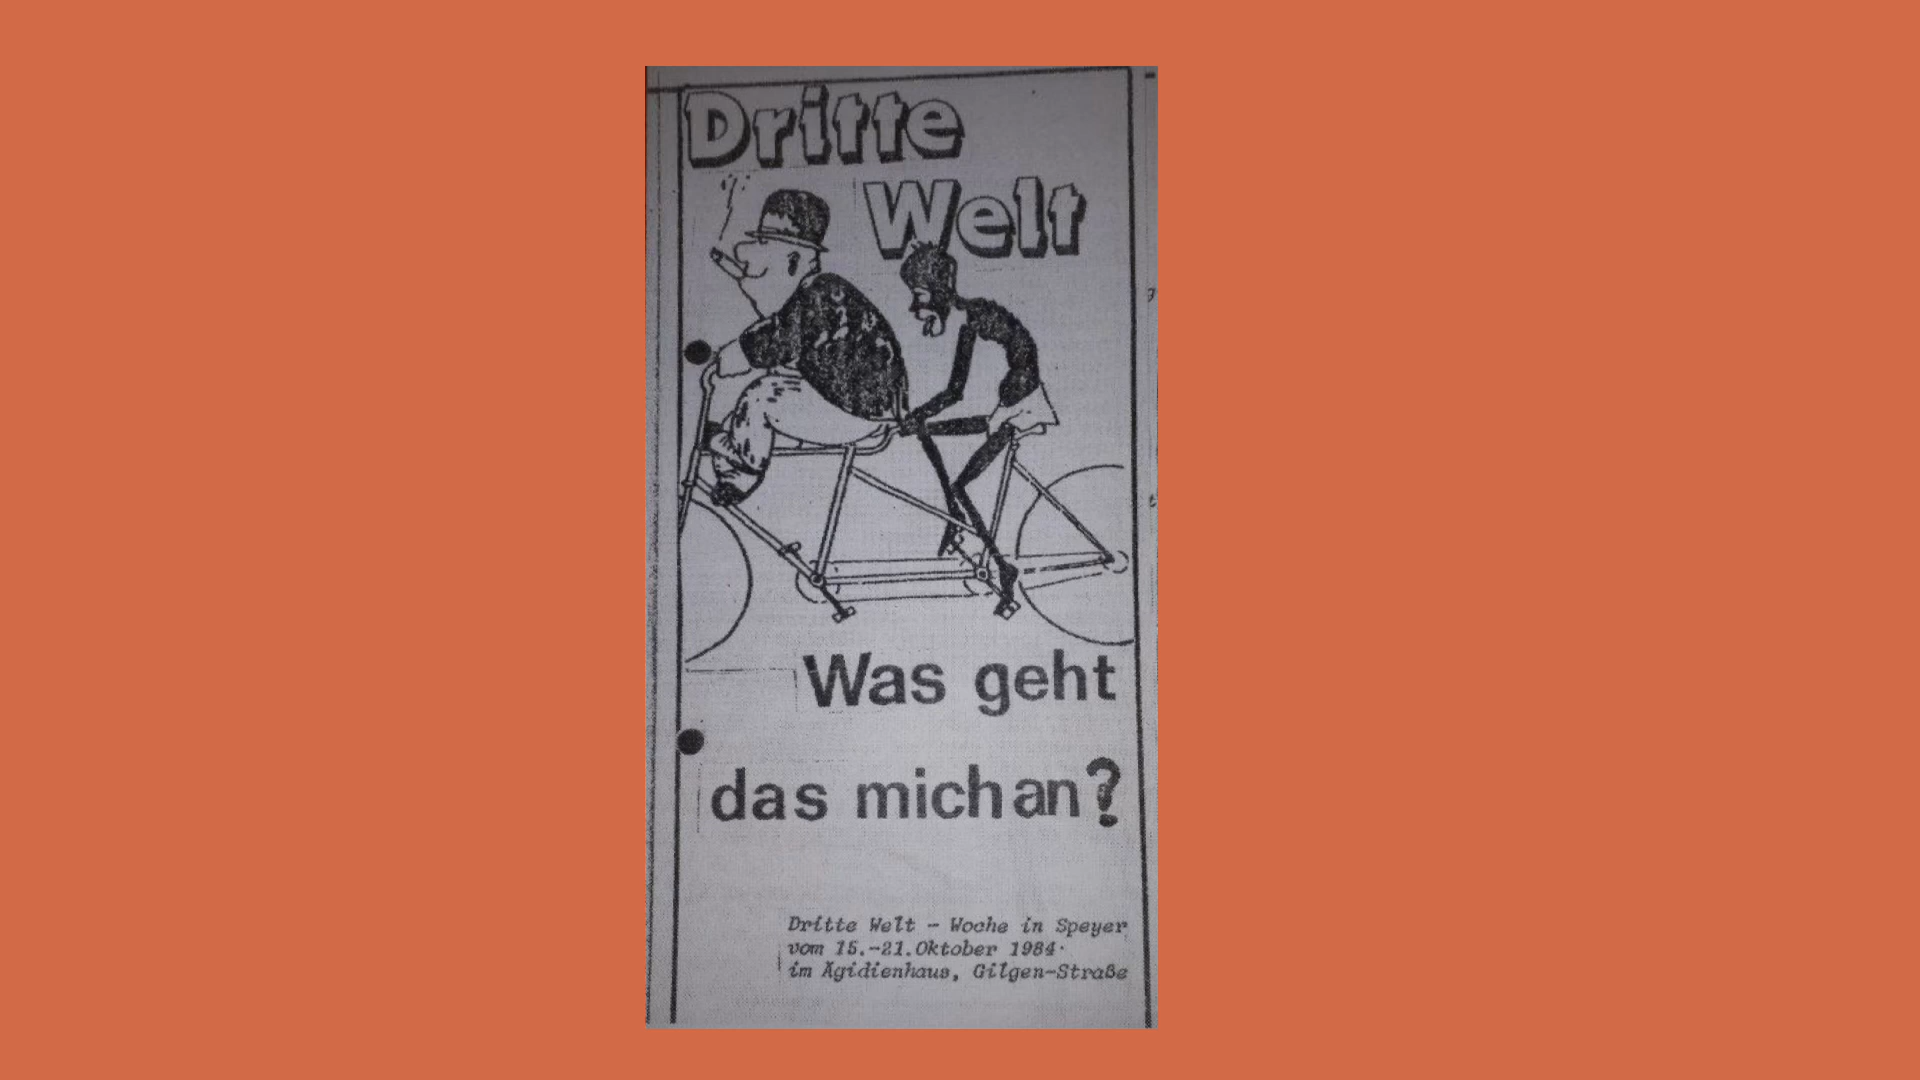 Dritte
Welt
Was geht
das mich an?
Dritte Welt - Woche in Speyer
vom 15.-21.Oktober 1984
im Ägidienhaus, Gilgen-Straße